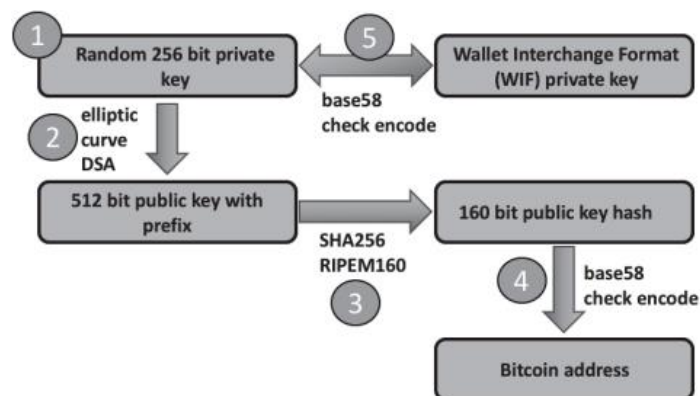 1
Random 256 bit private
key
5
base58
check encode
Wallet Interchange Format
(WIF) private key
2
elliptic
curve
DSA
512 bit public key with
prefix
SHA256
RIPEM160
3
160 bit public key hash
4
base58
check encode
Bitcoin address